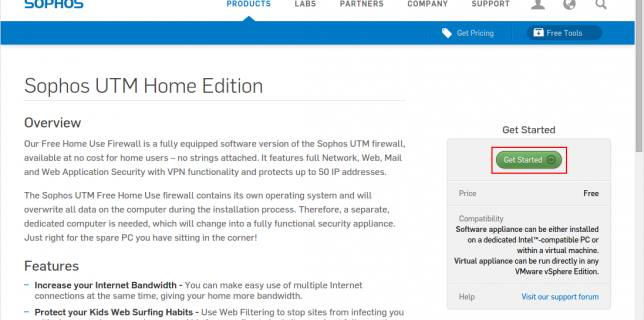 SOPHOS
PRODUCTS LABS PARTNERS COMPANY SUPPORT
Get Pricing Free Tools
Sophos UTM Home Edition
Overview
Our Free Home Use Firewall is a fully equipped software version of the Sophos UTM firewall,
available at no cost for home users – no strings attached. It features full Network, Web, Mail
and Web Application Security with VPN functionality and protects up to 50 IP addresses.
The Sophos UTM Free Home Use firewall contains its own operating system and will
overwrite all data on the computer during the installation process. Therefore, a separate,
dedicated computer is needed, which will change into a fully functional security appliance.
Just right for the spare PC you have sitting in the corner!
Features
– Increase your Internet Bandwidth - You can make easy use of multiple Internet
connections at the same time, giving your home more bandwidth.
– Protect your Kids Web Surfing Habits - Use Web Filtering to stop sites from infecting you
Get Started
Get Started
Price Free
Compatibility
Software appliance can be either installed
on a dedicated Intel™-compatible PC or
within a virtual machine.
Virtual appliance can be run directly in any
VMware vSphere Edition.
Help Visit our support forum